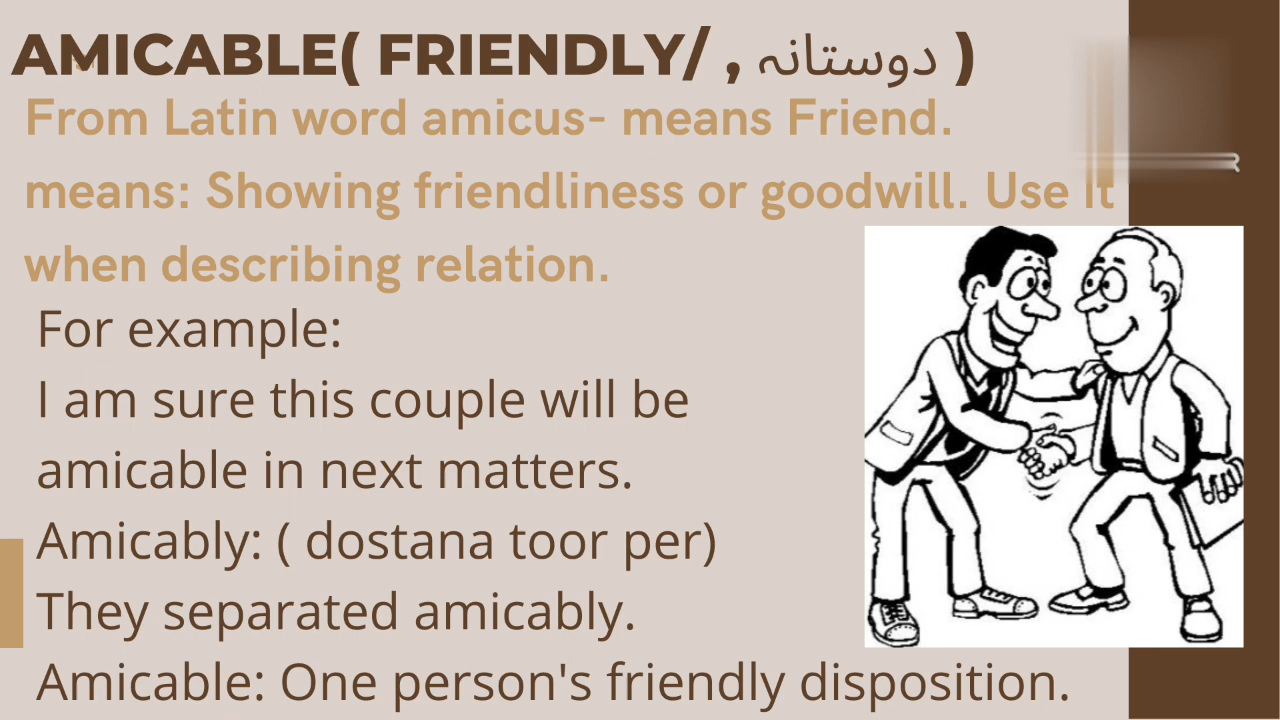 AMICABLE( FRIENDLY/ , دوستانہ )
From Latin word amicus- means Friend.
means: Showing friendliness or goodwill. Use it
when describing relation.
For example:
I am sure this couple will be
amicable in next matters.
Amicably: ( dostana toor per)
They separated amicably.
Amicable: One person's friendly disposition.